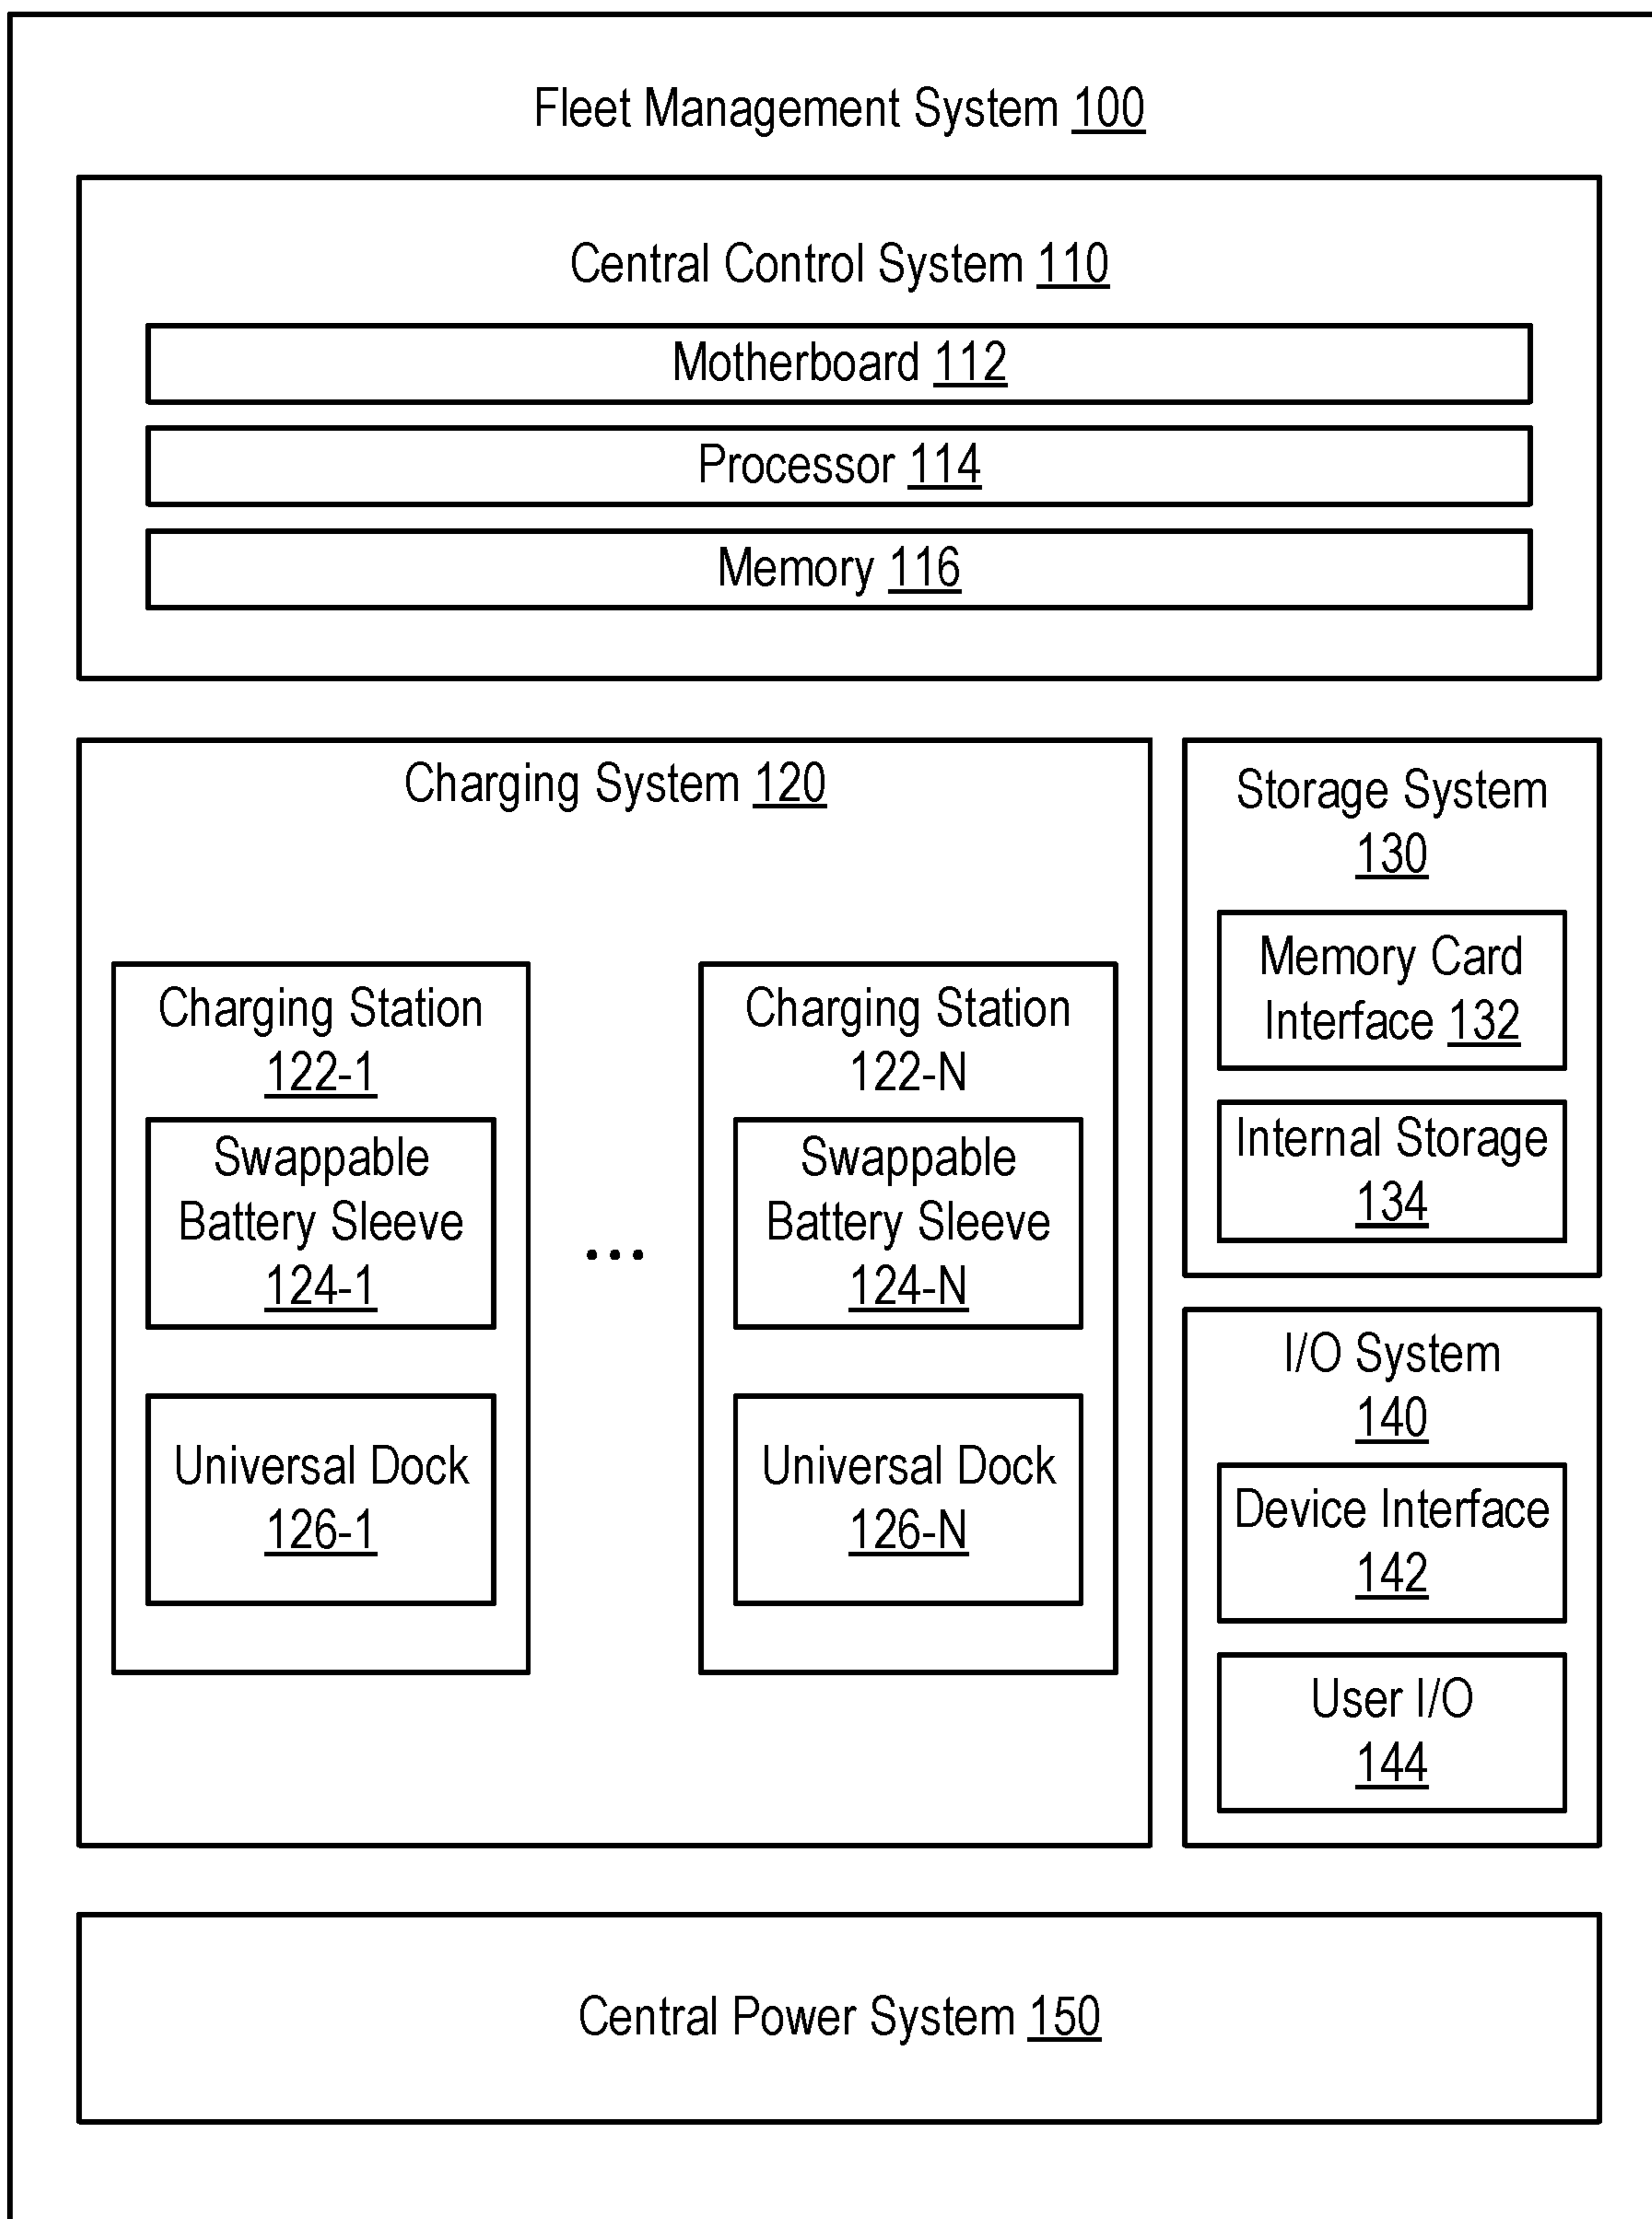 Fleet Management System 100
Central Control System 110
Motherboard 112
Processor 114
Memory 116
Charging System 120
Charging Station
122-1
Swappable
Battery Sleeve
124-1
Universal Dock
126-1
...
Charging Station
122-N
Swappable
Battery Sleeve
124-N
Universal Dock
126-N
Storage System
130
Memory Card
Interface 132
Internal Storage
134
I/O System
140
Device Interface
142
User I/O
144
Central Power System 150